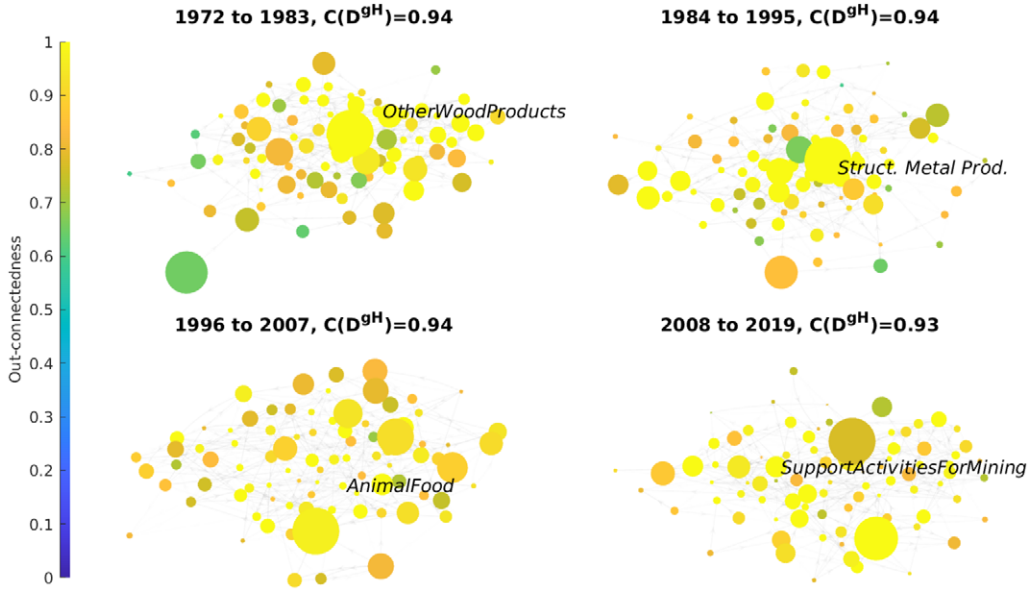 1972 to 1983, C(D^gH)=0.94
1984 to 1995, C(D^gH)=0.94
OtherWoodProducts
Struct. Metal Prod.
1996 to 2007, C(D^gH)=0.94
2008 to 2019, C(D^gH)=0.93
AnimalFood
SupportActivitiesForMining
Out-connectedness
1
0.9
0.8
0.7
0.6
0.5
0.4
0.3
0.2
0.1
0